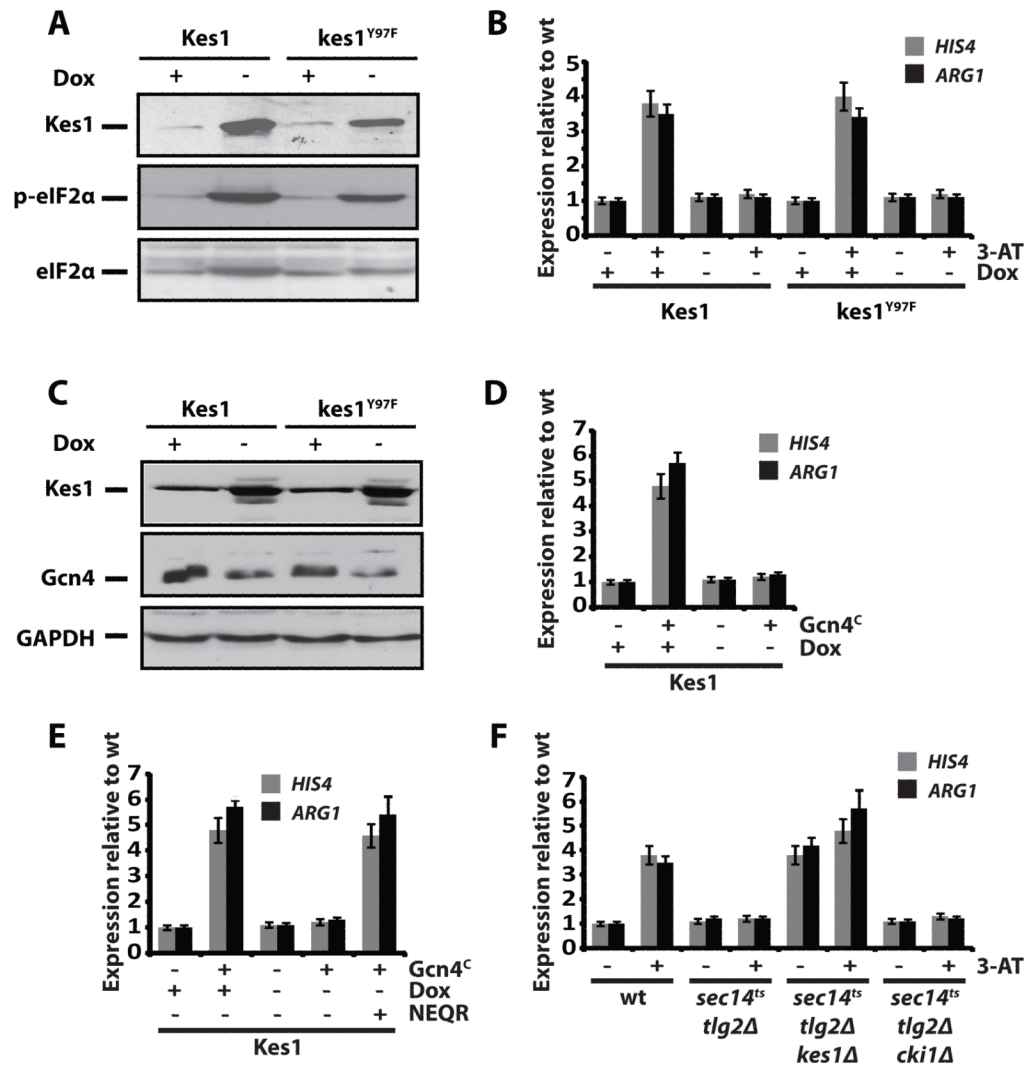 A
Kes1 kes1Y97F
Dox + - + -
Kes1
p-eIF2α
eIF2α
B
Expression relative to wt
HIS4
ARG1
5
4
3
2
1
0
- + - + - + - + 3-AT
+ + - - + + - - Dox
Kes1 kes1Y97F
C
Kes1 kes1Y97F
Dox + - + -
Kes1
Gcn4
GAPDH
D
Expression relative to wt
HIS4
ARG1
7
6
5
4
3
2
1
0
- + - + Gcn4C
+ + - - Dox
Kes1
E
Expression relative to wt
HIS4
ARG1
7
6
5
4
3
2
1
0
- + - + + Gcn4C
+ + - - - Dox
- - - - + NEQR
Kes1
F
Expression relative to wt
HIS4
ARG1
7
6
5
4
3
2
1
0
- + - + - + - + 3-AT
wt sec14ts sec14ts sec14ts
tlg2Δ tlg2Δ tlg2Δ
kes1Δ cki1Δ